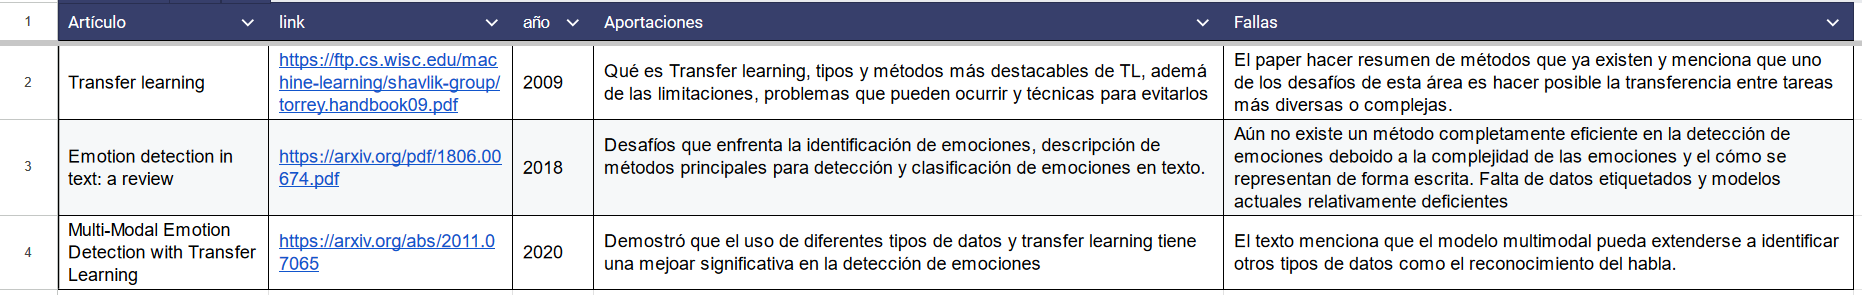 1 Artículo link año Aportaciones Fallas
2
Transfer learning
https://ftp.cs.wisc.edu/mac
hine-learning/shavlik-group/
torrey.handbook09.pdf
2009
Qué es Transfer learning, tipos y métodos más destacables de TL, ademá
de las limitaciones, problemas que pueden ocurrir y técnicas para evitarlos
El paper hacer resumen de métodos que ya existen y menciona que uno
de los desafíos de esta área es hacer posible la transferencia entre tareas
más diversas o complejas.
3
Emotion detection in
text: a review
https://arxiv.org/pdf/1806.00
674.pdf
2018
Desafíos que enfrenta la identificación de emociones, descripción de
métodos principales para detección y clasificación de emociones en texto.
Aún no existe un método completamente eficiente en la detección de
emociones deboido a la complejidad de las emociones y el cómo se
representan de forma escrita. Falta de datos etiquetados y modelos
actuales relativamente deficientes
4
Multi-Modal Emotion
Detection with Transfer
Learning
https://arxiv.org/abs/2011.0
7065
2020
Demostró que el uso de diferentes tipos de datos y transfer learning tiene
una mejoar significativa en la detección de emociones
El texto menciona que el modelo multimodal pueda extenderse a identificar
otros tipos de datos como el reconocimiento del habla.